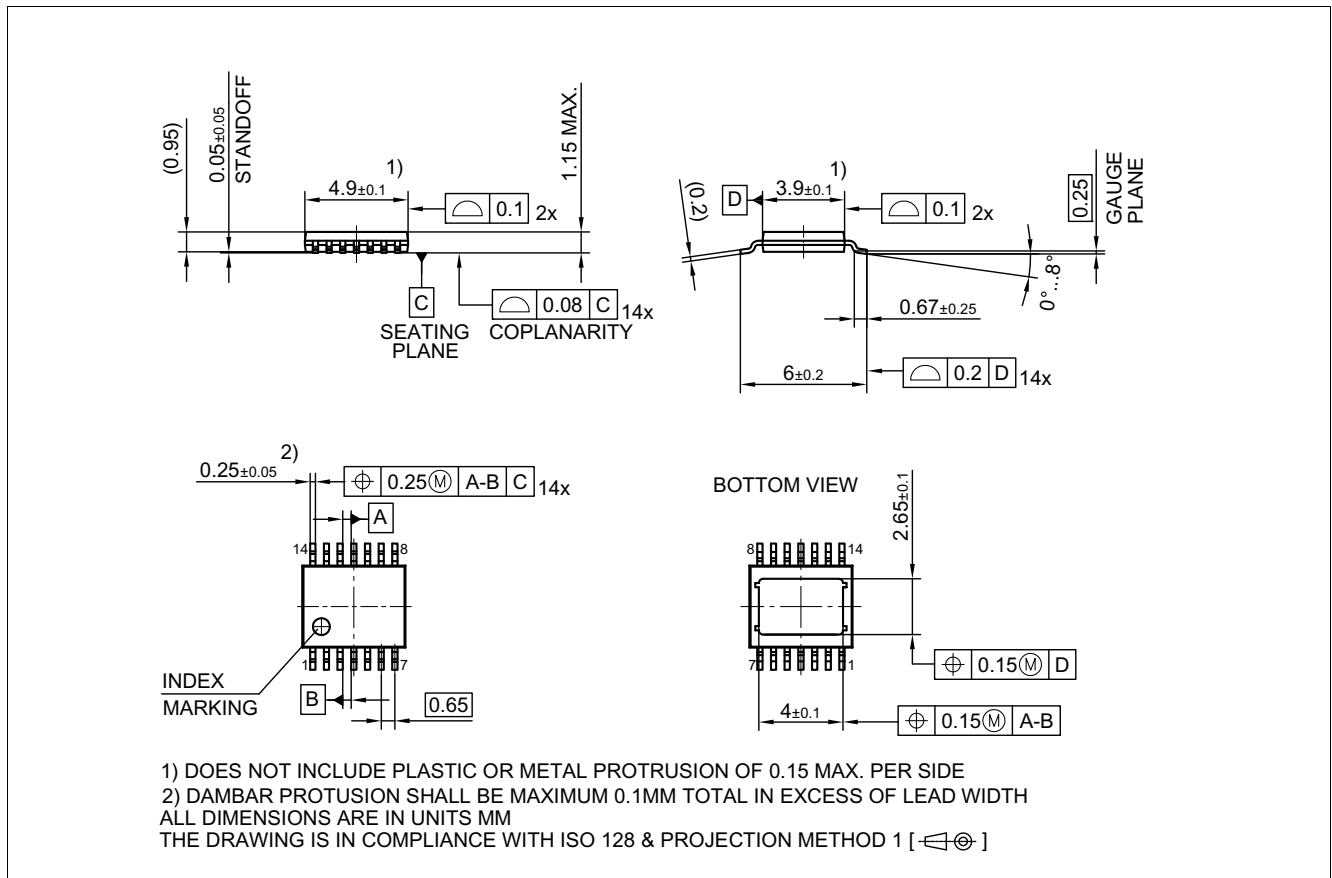 (0.95)
0.05±0.05
STANDOFF
1)
4.9±0.1
0.1 2x
1.15 MAX.
C
SEATING
PLANE
0.08 C 14x
COPLANARITY
(0.2)
D
1)
3.9±0.1
0.1 2x
0.25
GAUGE
PLANE
0°...8°
0.67±0.25
6±0.2
0.2 D 14x
2)
0.25±0.05
⌖ 0.25Ⓜ A-B C 14x
A
14 8
1 7
INDEX
MARKING
B
0.65
BOTTOM VIEW
2.65±0.1
8 14
7 1
⌖ 0.15Ⓜ D
4±0.1
⌖ 0.15Ⓜ A-B
1) DOES NOT INCLUDE PLASTIC OR METAL PROTRUSION OF 0.15 MAX. PER SIDE
2) DAMBAR PROTUSION SHALL BE MAXIMUM 0.1MM TOTAL IN EXCESS OF LEAD WIDTH
ALL DIMENSIONS ARE IN UNITS MM
THE DRAWING IS IN COMPLIANCE WITH ISO 128 & PROJECTION METHOD 1 [ ]